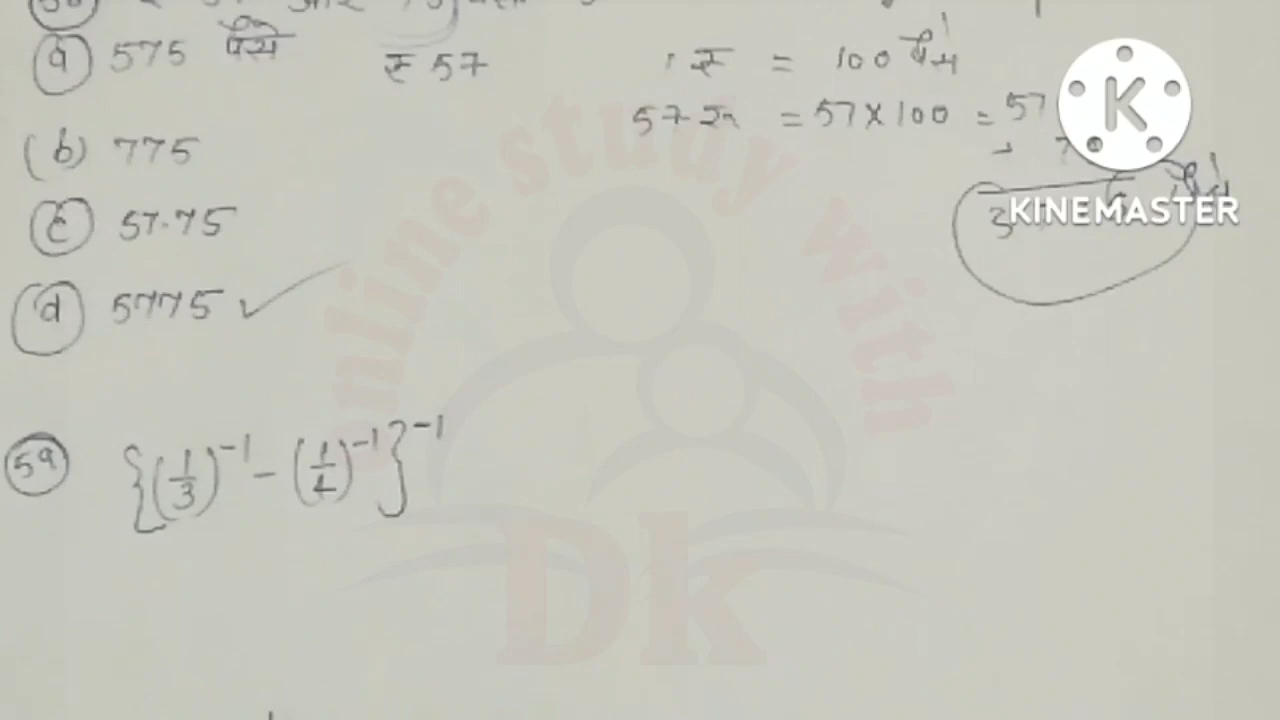 (a) 575 पैसे ₹ 57 1 रु = 100 पैसे
57 रु = 57 × 100 = 57
(b) 775
(c) 57.75
(d) 5775 ✓
KINEMASTER
Online study with
Dk
(59) {(1/3)^-1 - (1/4)^-1}^-1